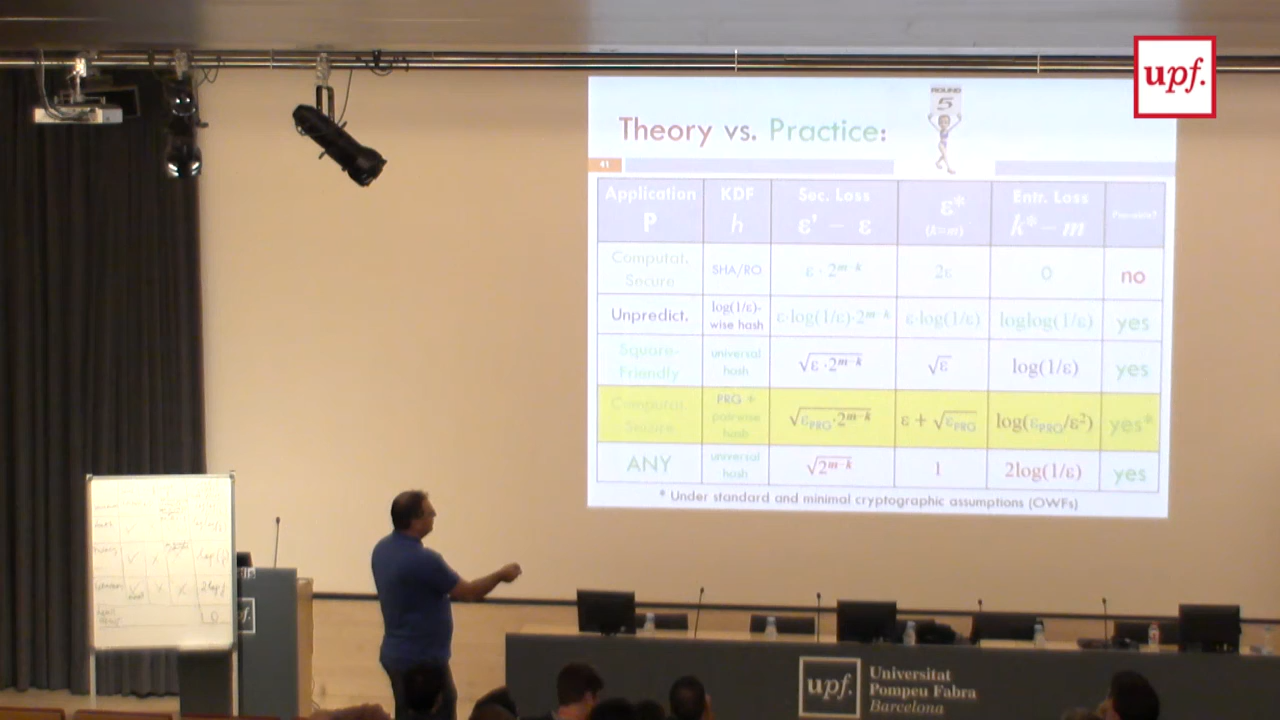 upf.
ROUND
5
Theory vs. Practice:
41
Application P
KDF h
Sec. Loss ε' − ε
ε* (k=m)
Entr. Loss k* − m
Computat. Secure
SHA/RO
ε · 2^{m−k}
2ε
0
no
Unpredict.
log(1/ε)-wise hash
ε·log(1/ε)·2^{m−k}
ε·log(1/ε)
loglog(1/ε)
yes
Square-Friendly
universal hash
√(ε · 2^{m−k})
√ε
log(1/ε)
yes
Computat. Secure
PRG + pairwise hash
√(ε_PRG · 2^{m−k})
ε + √ε_PRG
log(ε_PRG/ε²)
yes*
ANY
universal hash
√(2^{m−k})
1
2log(1/ε)
yes
* Under standard and minimal cryptographic assumptions (OWFs)
upf.
Universitat
Pompeu Fabra
Barcelona